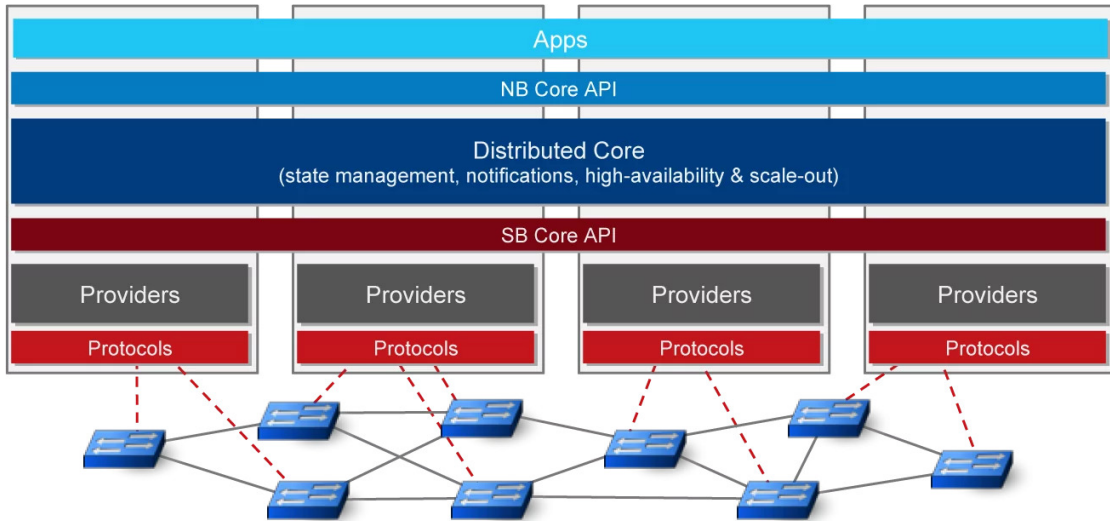 Apps
NB Core API
Distributed Core
(state management, notifications, high-availability & scale-out)
SB Core API
Providers
Providers
Providers
Providers
Protocols
Protocols
Protocols
Protocols